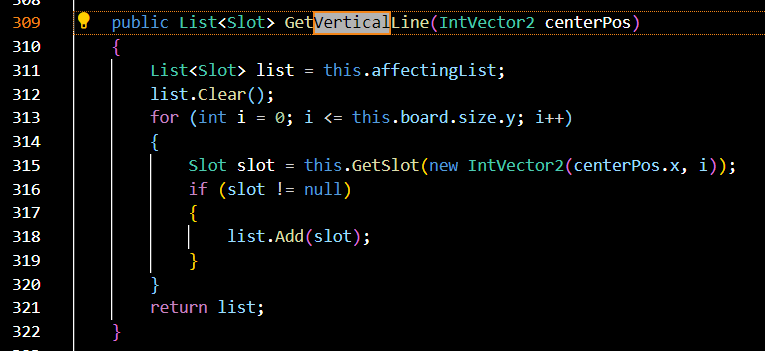 309 public List<Slot> GetVerticalLine(IntVector2 centerPos)
310 {
311 List<Slot> list = this.affectingList;
312 list.Clear();
313 for (int i = 0; i <= this.board.size.y; i++)
314 {
315 Slot slot = this.GetSlot(new IntVector2(centerPos.x, i));
316 if (slot != null)
317 {
318 list.Add(slot);
319 }
320 }
321 return list;
322 }